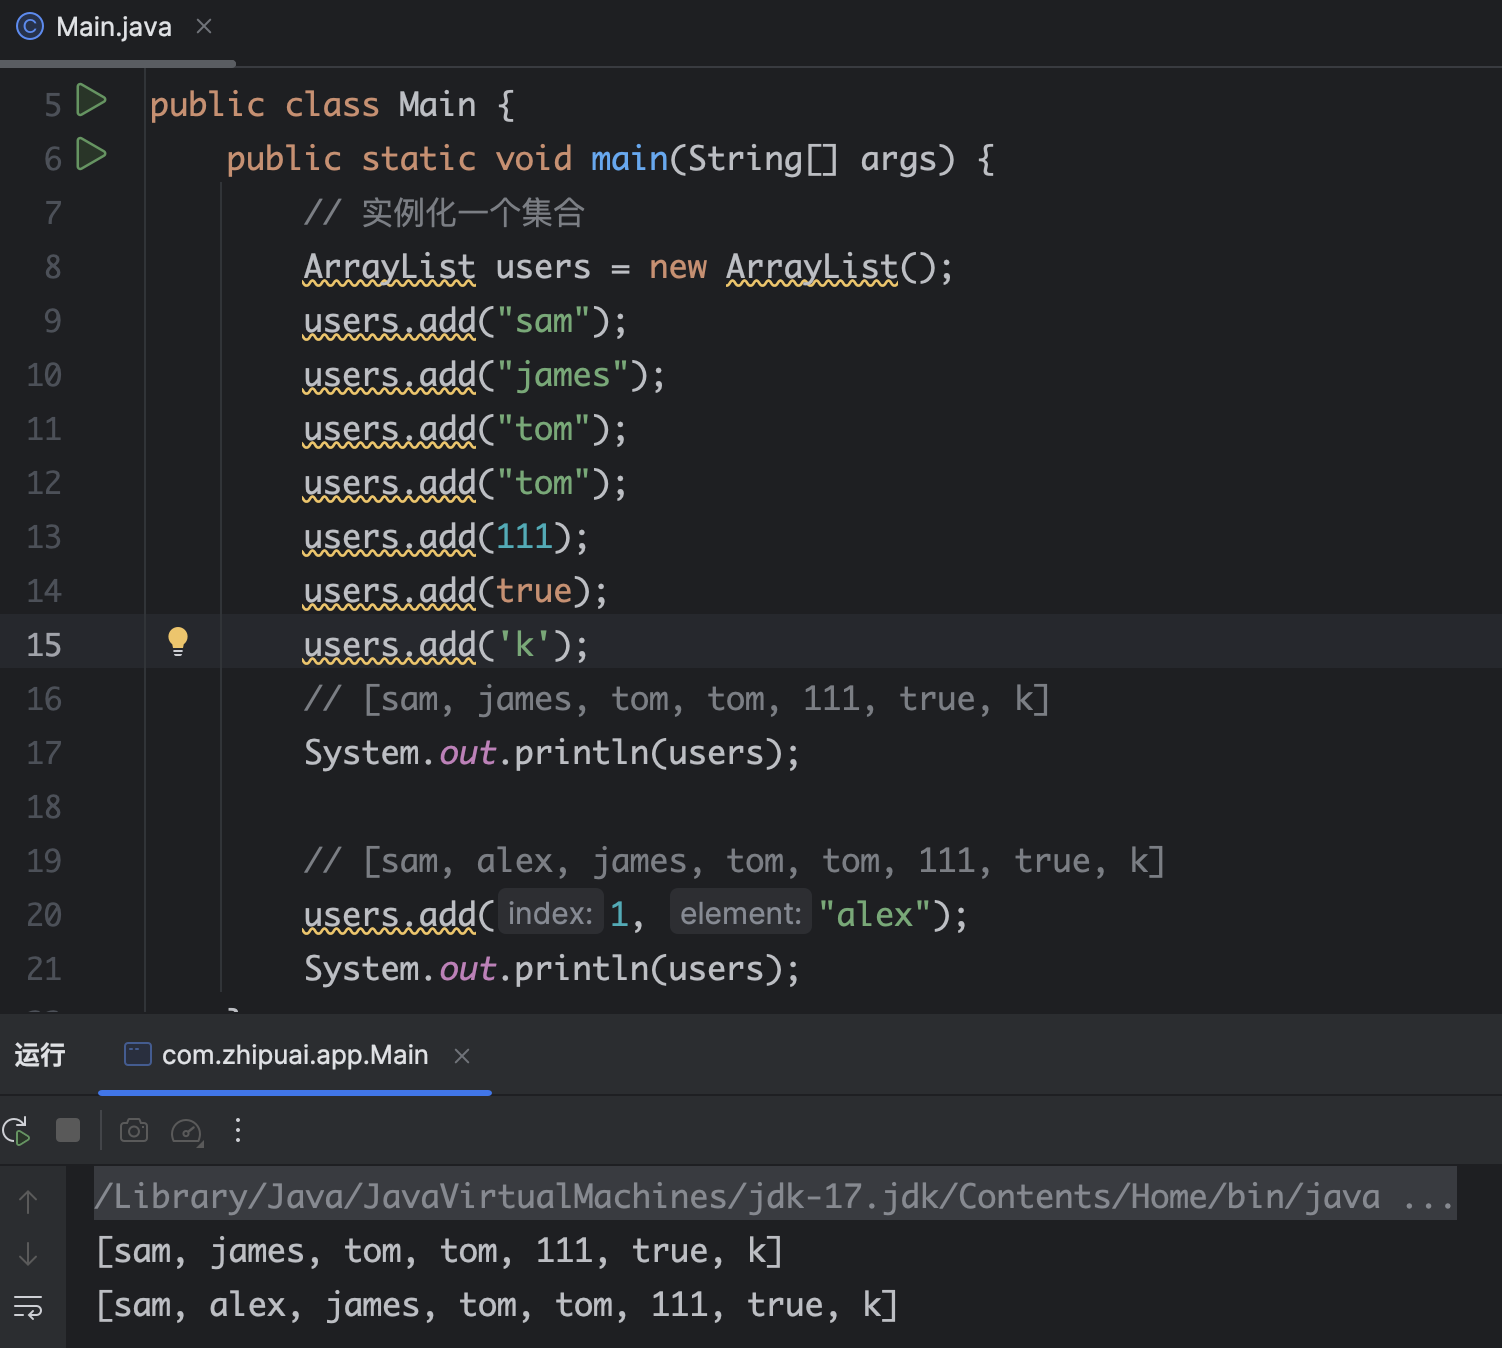 Main.java
5 public class Main {
6 public static void main(String[] args) {
7 // 实例化一个集合
8 ArrayList users = new ArrayList();
9 users.add("sam");
10 users.add("james");
11 users.add("tom");
12 users.add("tom");
13 users.add(111);
14 users.add(true);
15 users.add('k');
16 // [sam, james, tom, tom, 111, true, k]
17 System.out.println(users);
18
19 // [sam, alex, james, tom, tom, 111, true, k]
20 users.add( index: 1, element: "alex");
21 System.out.println(users);
运行 com.zhipuai.app.Main
/Library/Java/JavaVirtualMachines/jdk-17.jdk/Contents/Home/bin/java ...
[sam, james, tom, tom, 111, true, k]
[sam, alex, james, tom, tom, 111, true, k]